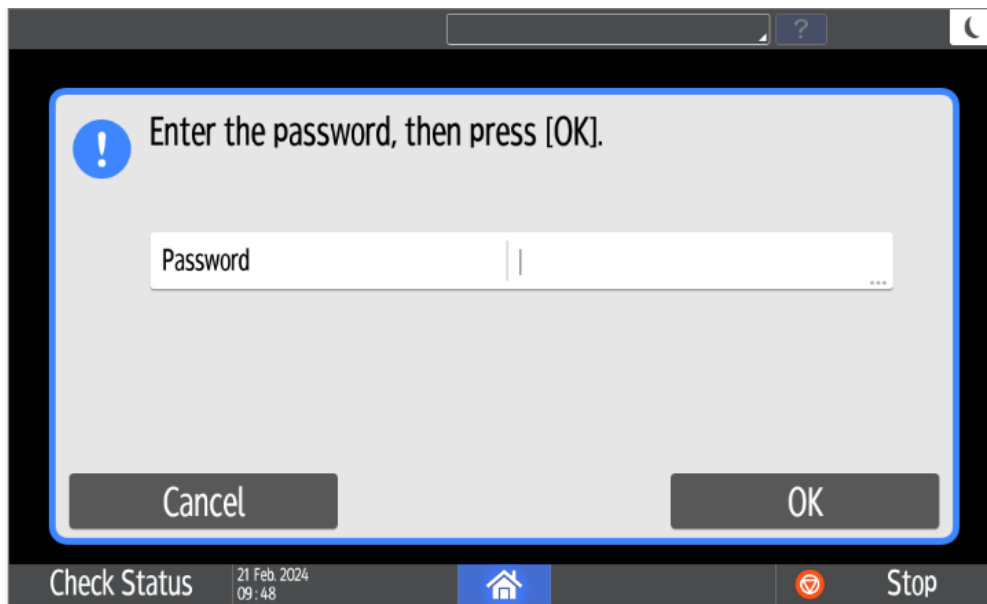 ?
!
Enter the password, then press [OK].
Password
...
Cancel
OK
Check Status
21 Feb. 2024
09:48
Stop